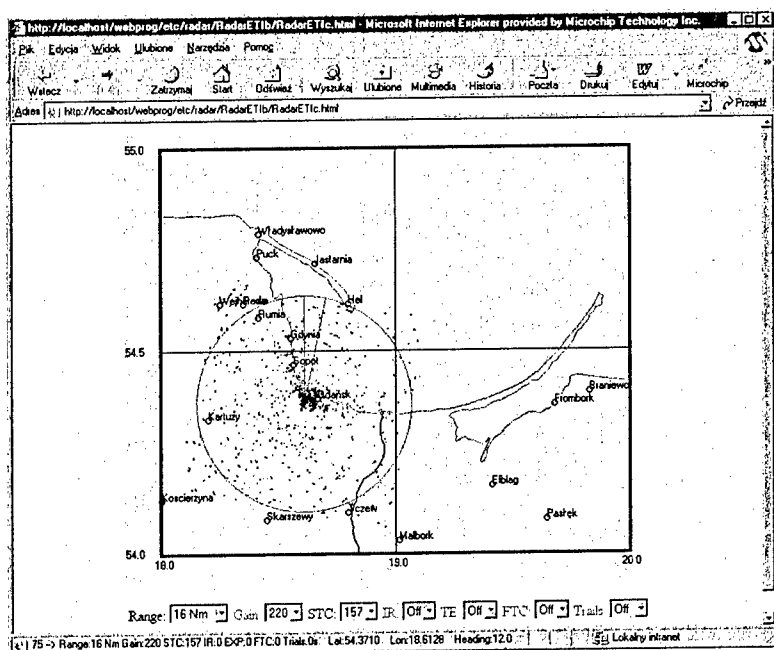 http://localhost/webprog/etc/radar/RadarETIb/RadarETIc.html - Microsoft Internet Explorer provided by Microchip Technology Inc.
Plik Edycja Widok Ulubione Narzędzia Pomoc
Wstecz Zatrzymaj Start Odśwież Wyszukaj Ulubione Multimedia Historia Poczta Drukuj Edytuj Microchip
Adres http://localhost/webprog/etc/radar/RadarETIb/RadarETIc.html Przejdź
55.0
Władysławowo
Puck
Jastarnia
Hel
Rumia
Gdynia
54.5
Sopot
Gdańsk
Braniewo
Frombork
Kartuzy
Elbląg
Kościerzyna
Skarszewy
Tczew
Pasłęk
Malbork
54.0
18.0 19.0 20.0
Range: 16 Nm Gain 220 STC: 157 IR Off TE Off FTC: Off Trails Off
75 -> Range:16 Nm Gain:220 STC:157 IR:0 EXP:0 FTC:0 Trails:0s Lat:54.3710 Lon:18.6128 Heading:12.0 Lokalny intranet